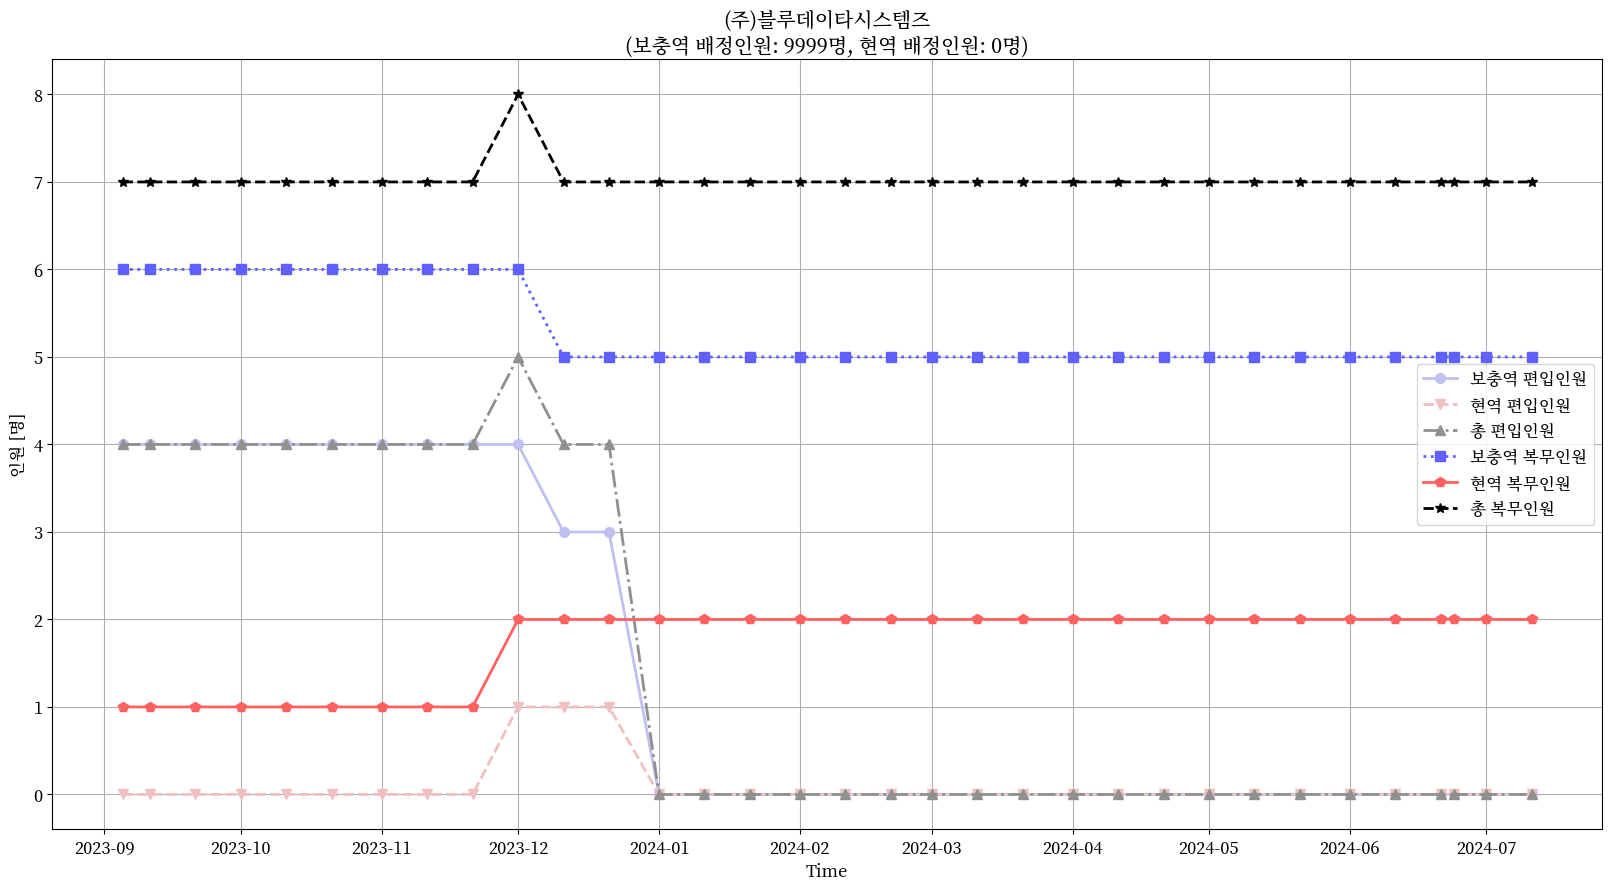 (주)블루데이타시스템즈
(보충역 배정인원: 9999명, 현역 배정인원: 0명)
8
7
6
5
4
3
2
1
0
인원 [명]
보충역 편입인원
현역 편입인원
총 편입인원
보충역 복무인원
현역 복무인원
총 복무인원
2023-09 2023-10 2023-11 2023-12 2024-01 2024-02 2024-03 2024-04 2024-05 2024-06 2024-07
Time